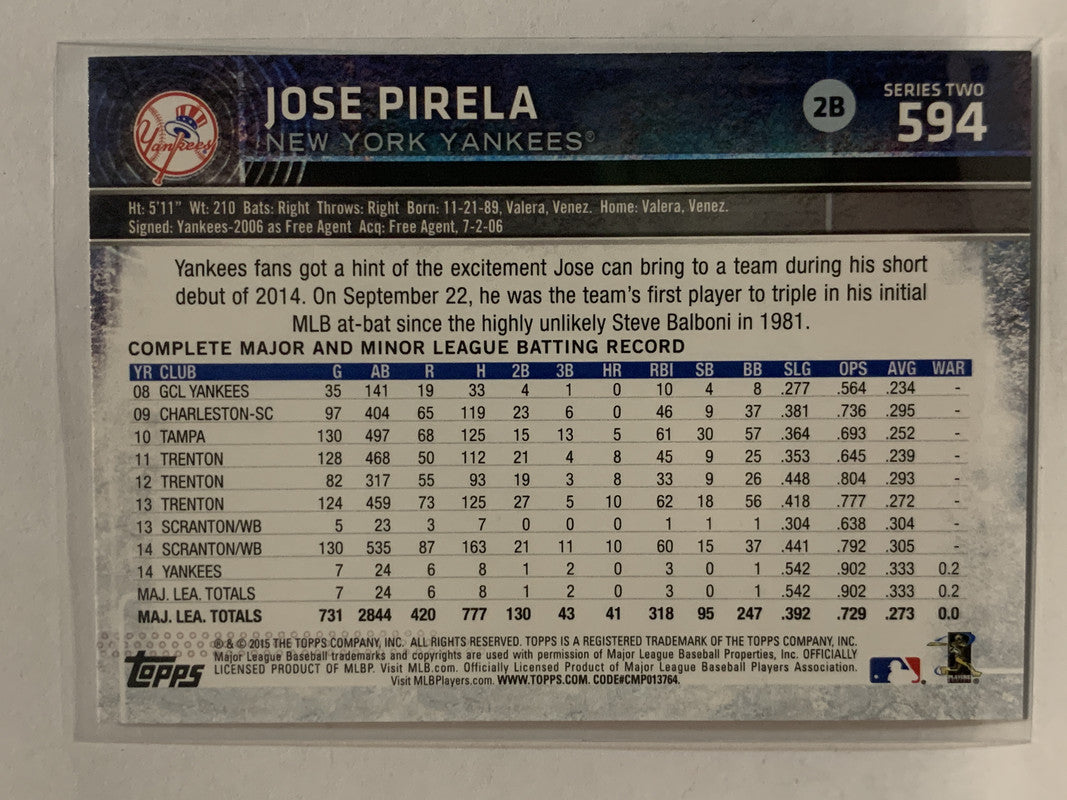 Yankees
JOSE PIRELA
NEW YORK YANKEES®
2B
SERIES TWO
594
Ht: 5'11" Wt: 210 Bats: Right Throws: Right Born: 11-21-89, Valera, Venez. Home: Valera, Venez.
Signed: Yankees-2006 as Free Agent Acq: Free Agent, 7-2-06
Yankees fans got a hint of the excitement Jose can bring to a team during his short
debut of 2014. On September 22, he was the team's first player to triple in his initial
MLB at-bat since the highly unlikely Steve Balboni in 1981.
COMPLETE MAJOR AND MINOR LEAGUE BATTING RECORD
YR CLUB G AB R H 2B 3B HR RBI SB BB SLG OPS AVG WAR
08 GCL YANKEES 35 141 19 33 4 1 0 10 4 8 .277 .564 .234 -
09 CHARLESTON-SC 97 404 65 119 23 6 0 46 9 37 .381 .736 .295 -
10 TAMPA 130 497 68 125 15 13 5 61 30 57 .364 .693 .252 -
11 TRENTON 128 468 50 112 21 4 8 45 9 25 .353 .645 .239 -
12 TRENTON 82 317 55 93 19 3 8 33 9 26 .448 .804 .293 -
13 TRENTON 124 459 73 125 27 5 10 62 18 56 .418 .777 .272 -
13 SCRANTON/WB 5 23 3 7 0 0 0 1 1 1 .304 .638 .304 -
14 SCRANTON/WB 130 535 87 163 21 11 10 60 15 37 .441 .792 .305 -
14 YANKEES 7 24 6 8 1 2 0 3 0 1 .542 .902 .333 0.2
MAJ. LEA. TOTALS 7 24 6 8 1 2 0 3 0 1 .542 .902 .333 0.2
MAJ. LEA. TOTALS 731 2844 420 777 130 43 41 318 95 247 .392 .729 .273 0.0
® & © 2015 THE TOPPS COMPANY, INC. ALL RIGHTS RESERVED. TOPPS IS A REGISTERED TRADEMARK OF THE TOPPS COMPANY, INC.
Major League Baseball trademarks and copyrights are used with permission of Major League Baseball Properties, Inc. OFFICIALLY
LICENSED PRODUCT OF MLBP. Visit MLB.com. Officially Licensed Product of Major League Baseball Players Association.
Visit MLBPlayers.com. WWW.TOPPS.COM. CODE#CMP013764.
topps
PLAYERS